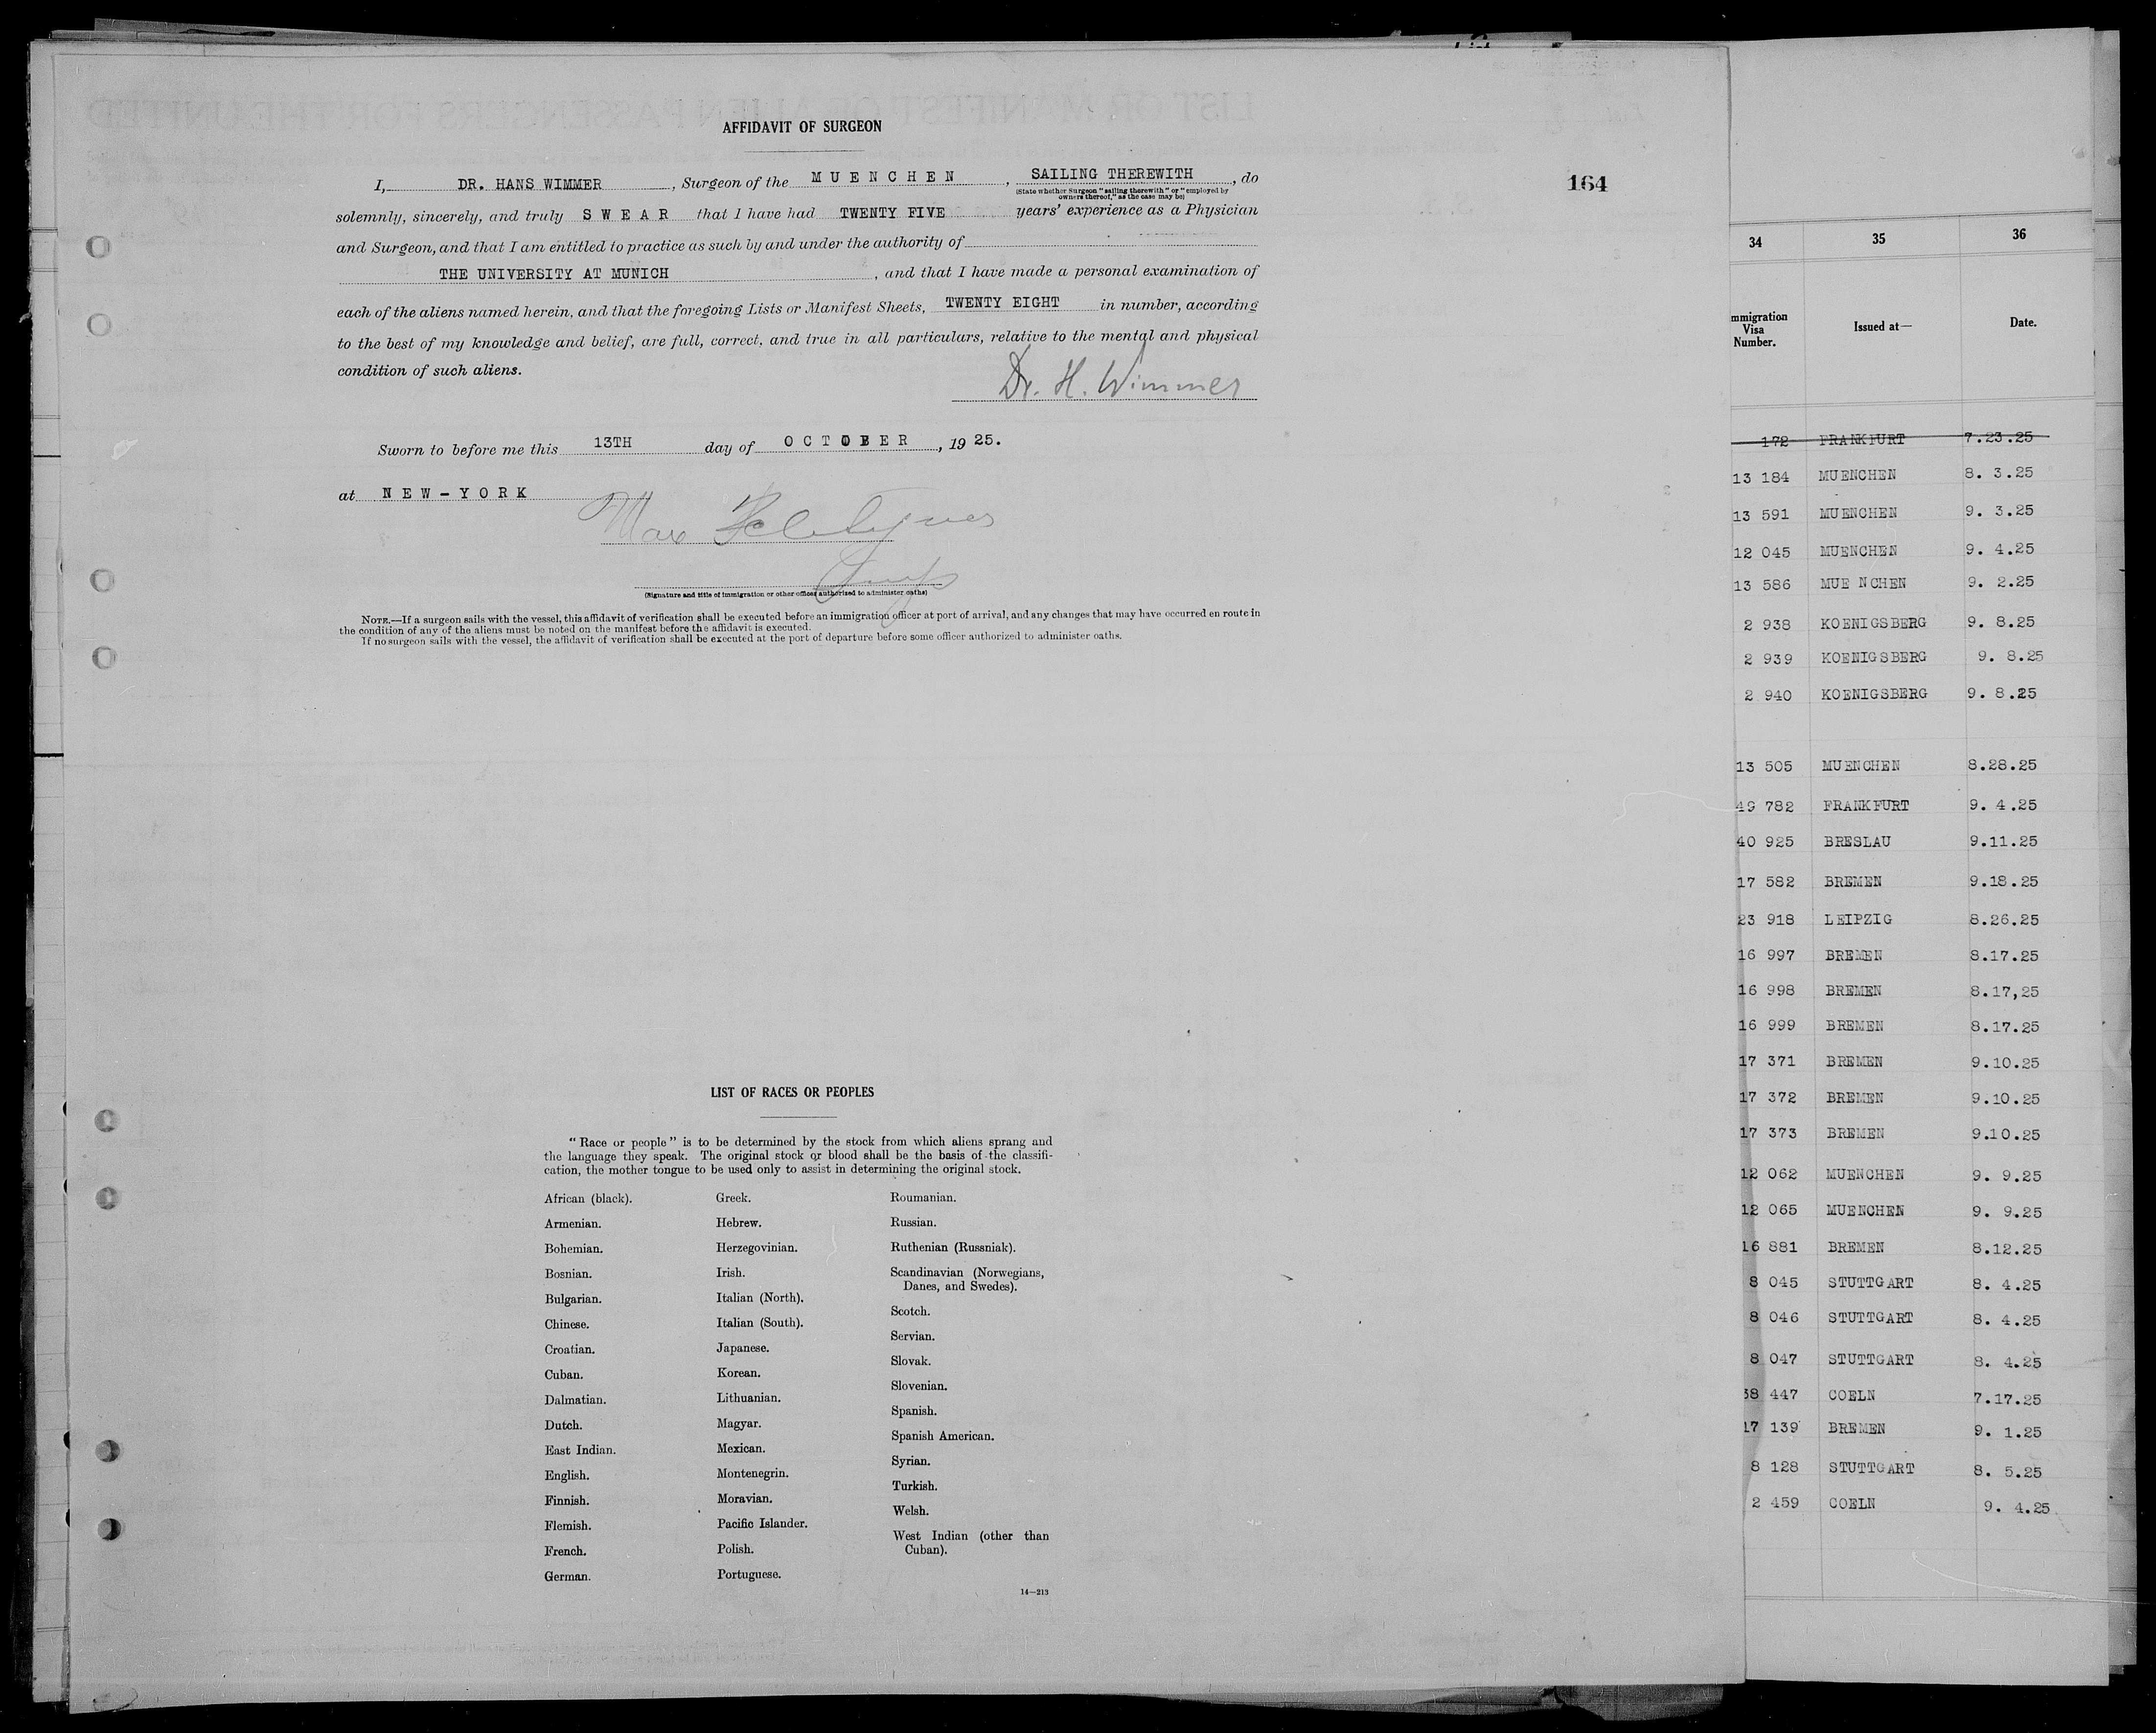 AFFIDAVIT OF SURGEON
164
I, DR. HANS WIMMER, Surgeon of the M U E N C H E N, SAILING THEREWITH, do
(State whether Surgeon "sailing therewith" or "employed by
owners thereof," as the case may be)
solemnly, sincerely, and truly S W E A R that I have had TWENTY FIVE years' experience as a Physician
and Surgeon, and that I am entitled to practice as such by and under the authority of
THE UNIVERSITY AT MUNICH, and that I have made a personal examination of
each of the aliens named herein, and that the foregoing Lists or Manifest Sheets, TWENTY EIGHT in number, according
to the best of my knowledge and belief, are full, correct, and true in all particulars, relative to the mental and physical
condition of such aliens.
Dr. H. Wimmer
Sworn to before me this 13TH day of O C T O B E R, 19 25.
at N E W - Y O R K
Max
(Signature and title of immigration or other officer authorized to administer oaths)
NOTE.—If a surgeon sails with the vessel, this affidavit of verification shall be executed before an immigration officer at port of arrival, and any changes that may have occurred en route in
the condition of any of the aliens must be noted on the manifest before the affidavit is executed.
If no surgeon sails with the vessel, the affidavit of verification shall be executed at the port of departure before some officer authorized to administer oaths.
LIST OF RACES OR PEOPLES
"Race or people" is to be determined by the stock from which aliens sprang and
the language they speak. The original stock or blood shall be the basis of the classifi-
cation, the mother tongue to be used only to assist in determining the original stock.
African (black).
Armenian.
Bohemian.
Bosnian.
Bulgarian.
Chinese.
Croatian.
Cuban.
Dalmatian.
Dutch.
East Indian.
English.
Finnish.
Flemish.
French.
German.
Greek.
Hebrew.
Herzegovinian.
Irish.
Italian (North).
Italian (South).
Japanese.
Korean.
Lithuanian.
Magyar.
Mexican.
Montenegrin.
Moravian.
Pacific Islander.
Polish.
Portuguese.
Roumanian.
Russian.
Ruthenian (Russniak).
Scandinavian (Norwegians,
Danes, and Swedes).
Scotch.
Servian.
Slovak.
Slovenian.
Spanish.
Spanish American.
Syrian.
Turkish.
Welsh.
West Indian (other than
Cuban).
14—213
34 35 36
mmigration
Visa
Number.
Issued at—
Date.
172 FRANKFURT 7.23.25
13 184 MUENCHEN 8. 3.25
13 591 MUENCHEN 9. 3.25
12 045 MUENCHEN 9. 4.25
13 586 MUE NCHEN 9. 2.25
2 938 KOENIGSBERG 9. 8.25
2 939 KOENIGSBERG 9. 8.25
2 940 KOENIGSBERG 9. 8.25
13 505 MUENCHEN 8.28.25
49 782 FRANKFURT 9. 4.25
40 925 BRESLAU 9.11.25
17 582 BREMEN 9.18.25
23 918 LEIPZIG 8.26.25
16 997 BREMEN 8.17.25
16 998 BREMEN 8.17,25
16 999 BREMEN 8.17.25
17 371 BREMEN 9.10.25
17 372 BREMEN 9.10.25
17 373 BREMEN 9.10.25
12 062 MUENCHEN 9. 9.25
12 065 MUENCHEN 9. 9.25
16 881 BREMEN 8.12.25
8 045 STUTTGART 8. 4.25
8 046 STUTTGART 8. 4.25
8 047 STUTTGART 8. 4.25
38 447 COELN 7.17.25
17 139 BREMEN 9. 1.25
8 128 STUTTGART 8. 5.25
2 459 COELN 9. 4.25